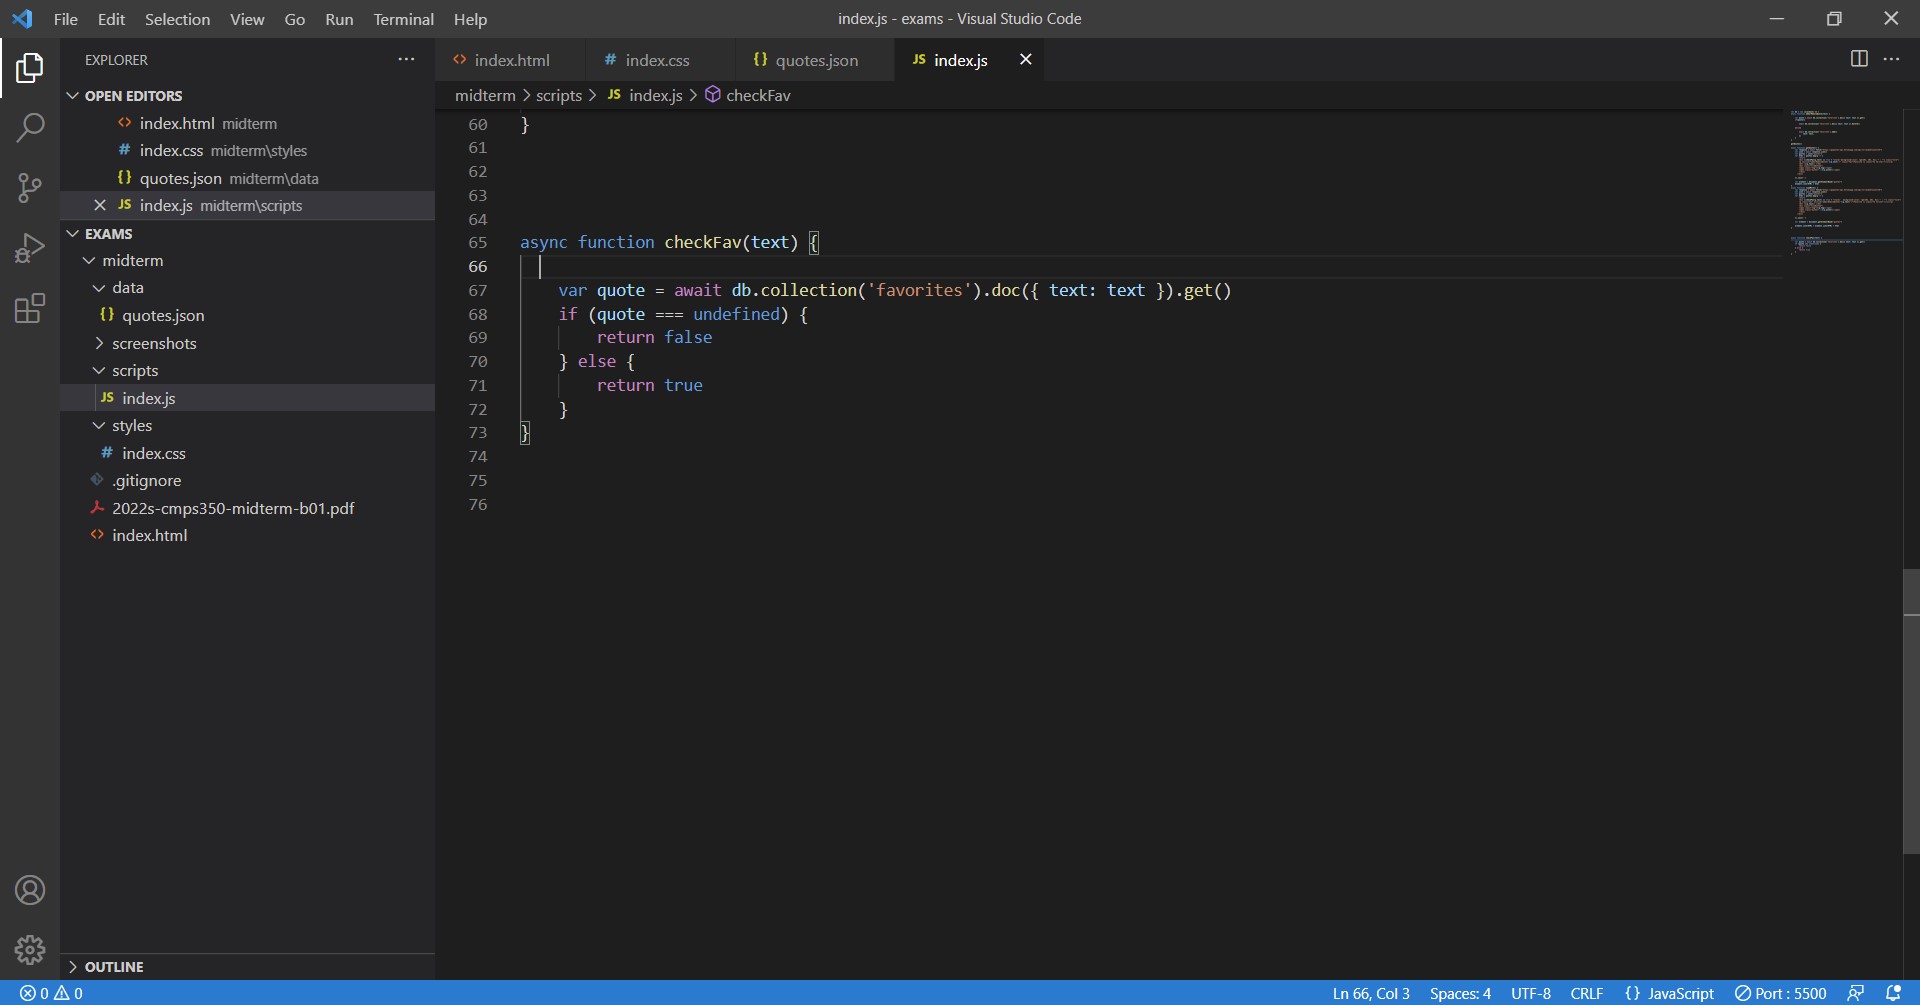 File Edit Selection View Go Run Terminal Help
index.js - exams - Visual Studio Code
EXPLORER
OPEN EDITORS
index.html midterm
# index.css midterm\styles
{} quotes.json midterm\data
JS index.js midterm\scripts
EXAMS
midterm
data
{} quotes.json
screenshots
scripts
JS index.js
styles
# index.css
.gitignore
2022s-cmps350-midterm-b01.pdf
index.html
OUTLINE
index.html
# index.css
{} quotes.json
JS index.js
midterm > scripts > JS index.js > checkFav
60 }
61
62
63
64
65 async function checkFav(text) {
66
67 var quote = await db.collection('favorites').doc({ text: text }).get()
68 if (quote === undefined) {
69 return false
70 } else {
71 return true
72 }
73 }
74
75
76
0 0
Ln 66, Col 3 Spaces: 4 UTF-8 CRLF {} JavaScript Port : 5500